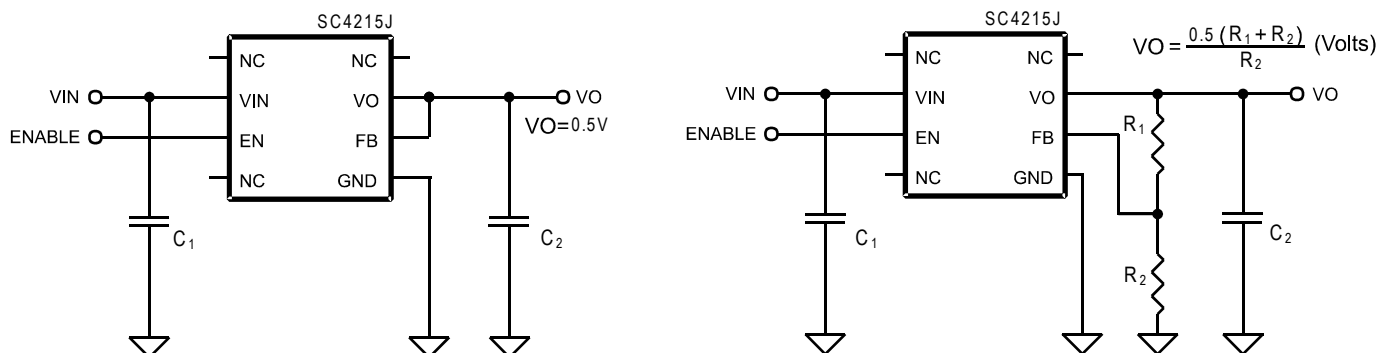 SC4215J
NC NC
VIN VIN VO VO
VO=0.5V
ENABLE EN FB
NC GND
C1 C2
SC4215J
VO = 0.5 (R1+R2) / R2 (Volts)
NC NC
VIN VIN VO VO
R1
ENABLE EN FB
NC GND
C1 C2
R2